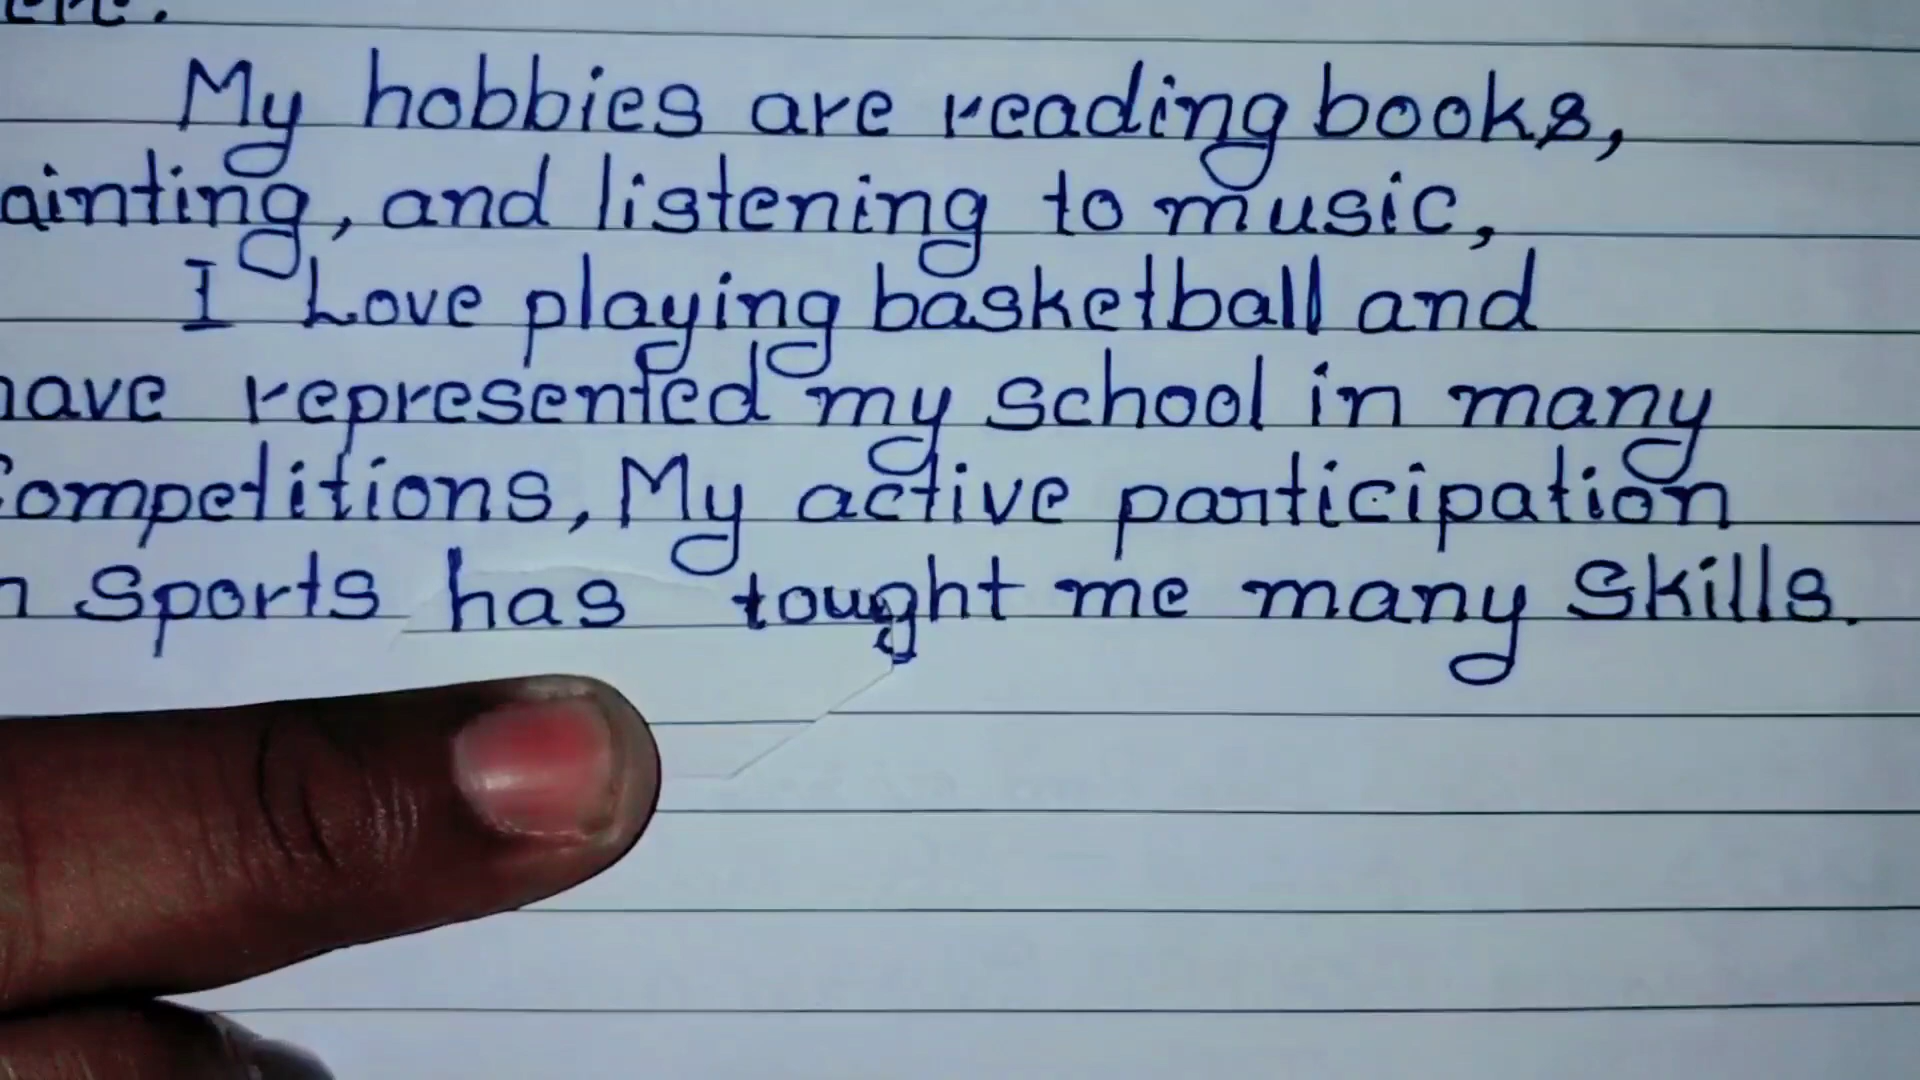 My hobbies are reading books,
ainting, and listening to music,
I Love playing basketball and
have represented my school in many
Competitions, My active participation
n Sports has tought me many Skills.